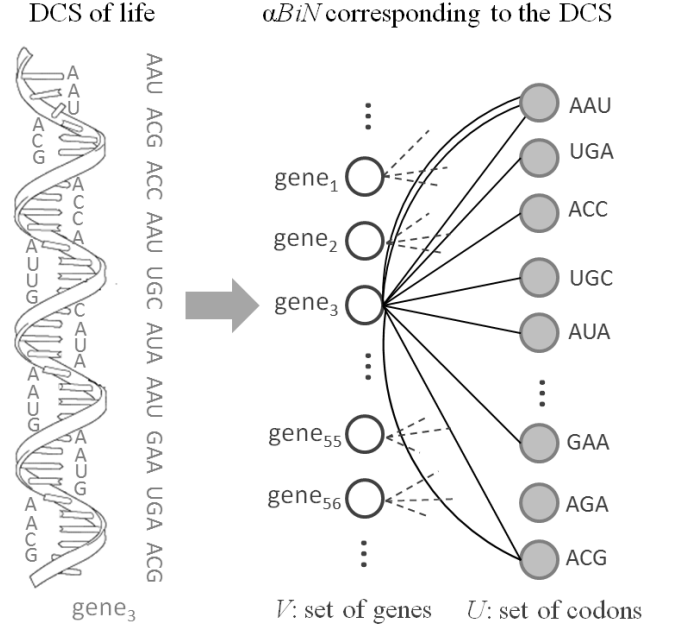 DCS of life
αBiN corresponding to the DCS
A
A
U
A
C
G
A
C
C
A
A
U
U
G
C
A
U
A
A
A
U
G
A
A
U
G
A
A
C
G
AAU ACG ACC AAU UGC AUA AAU GAA UGA ACG
gene3
gene1
gene2
gene3
gene55
gene56
AAU
UGA
ACC
UGC
AUA
GAA
AGA
ACG
V: set of genes
U: set of codons